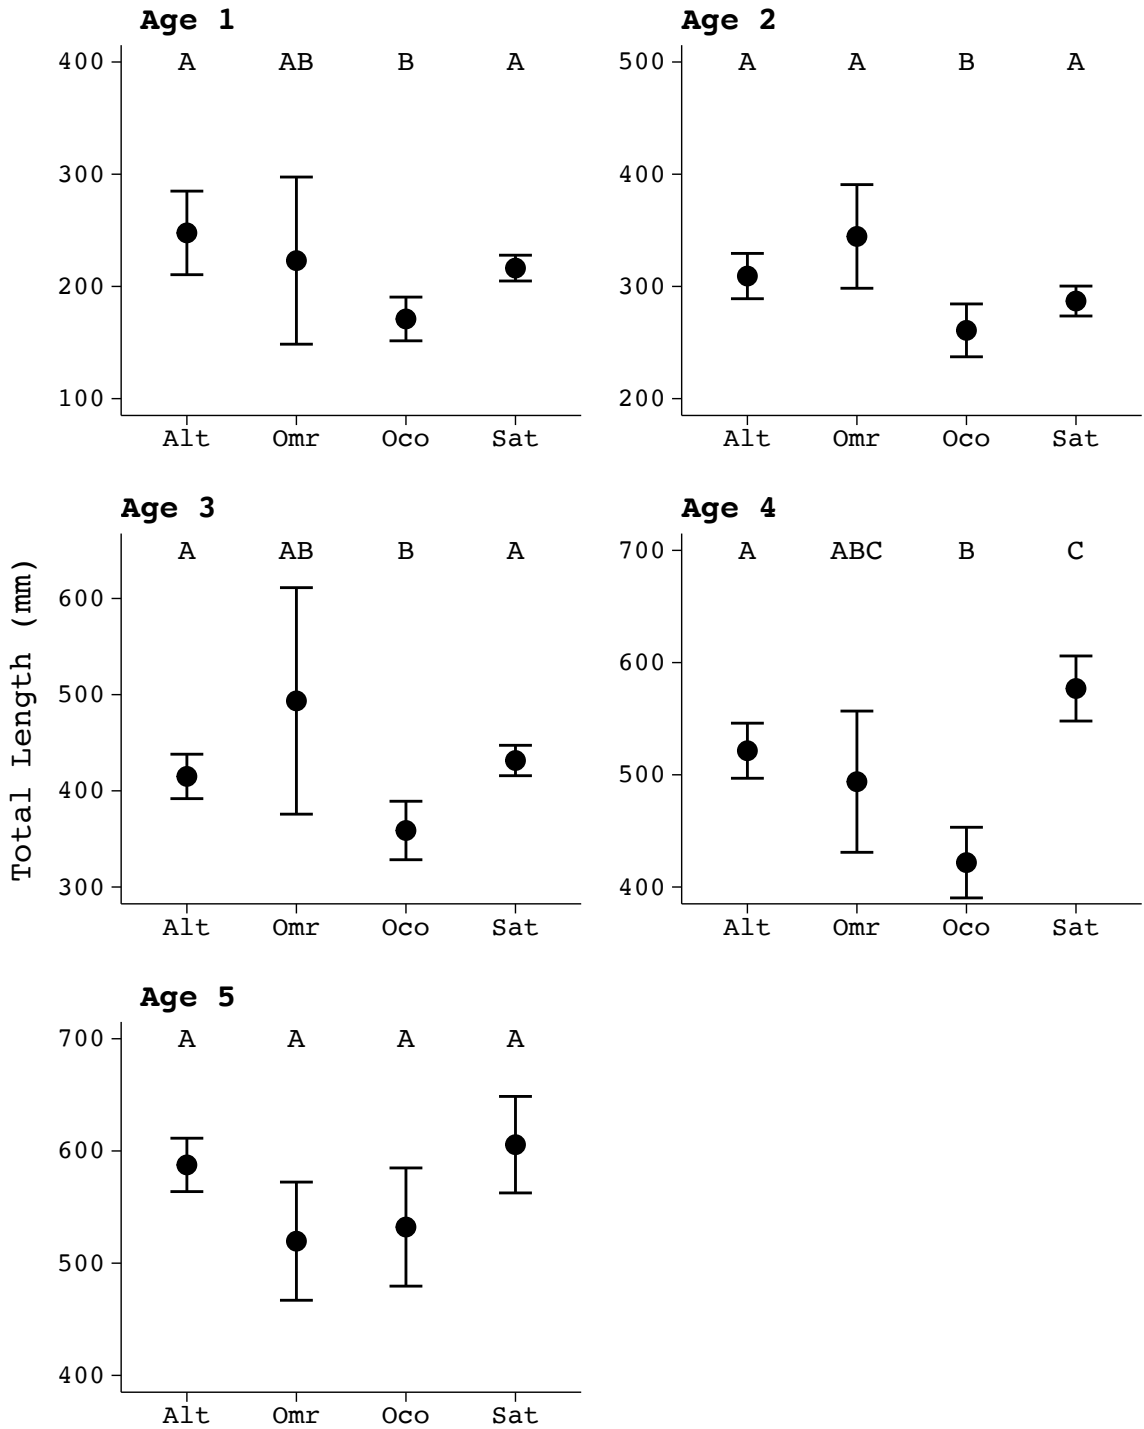 Age 1
A AB B A
400
300
200
100
Alt Omr Oco Sat
Age 2
A A B A
500
400
300
200
Alt Omr Oco Sat
Total Length (mm)
Age 3
A AB B A
600
500
400
300
Alt Omr Oco Sat
Age 4
A ABC B C
700
600
500
400
Alt Omr Oco Sat
Age 5
A A A A
700
600
500
400
Alt Omr Oco Sat